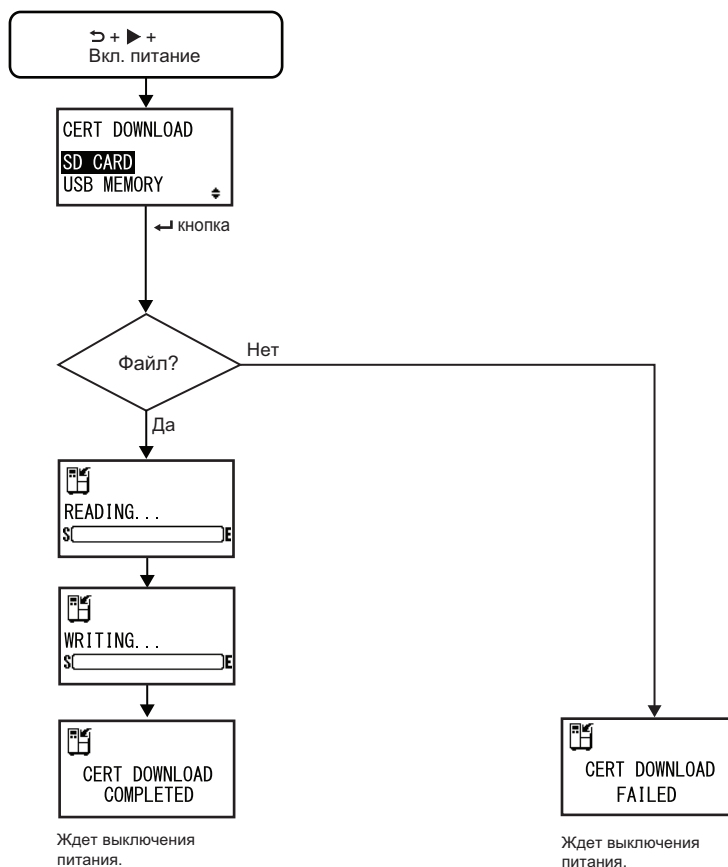 ⮌ + ▶ +
Вкл. питание
CERT DOWNLOAD
SD CARD
USB MEMORY
↵ кнопка
Файл?
Нет
Да
READING...
S E
WRITING...
S E
CERT DOWNLOAD
COMPLETED
Ждет выключения
питания.
CERT DOWNLOAD
FAILED
Ждет выключения
питания.